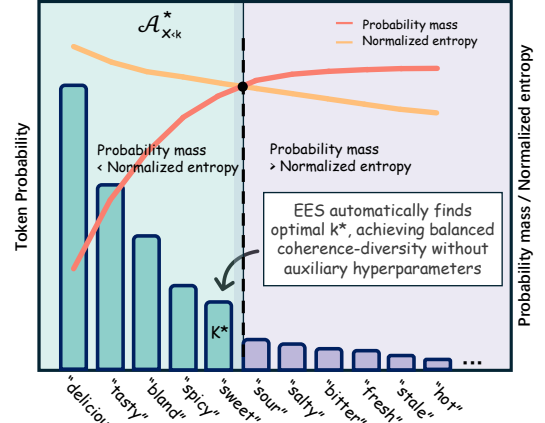 𝒜*x<k
Probability mass
Normalized entropy
Probability mass
< Normalized entropy
Probability mass
> Normalized entropy
EES automatically finds
optimal k*, achieving balanced
coherence-diversity without
auxiliary hyperparameters
K*
Token Probability
Probability mass / Normalized entropy
"tasty"
"bland"
"spicy"
"sweet"
"sour"
"salty"
"bitter"
"fresh"
"stale"
"hot"
...